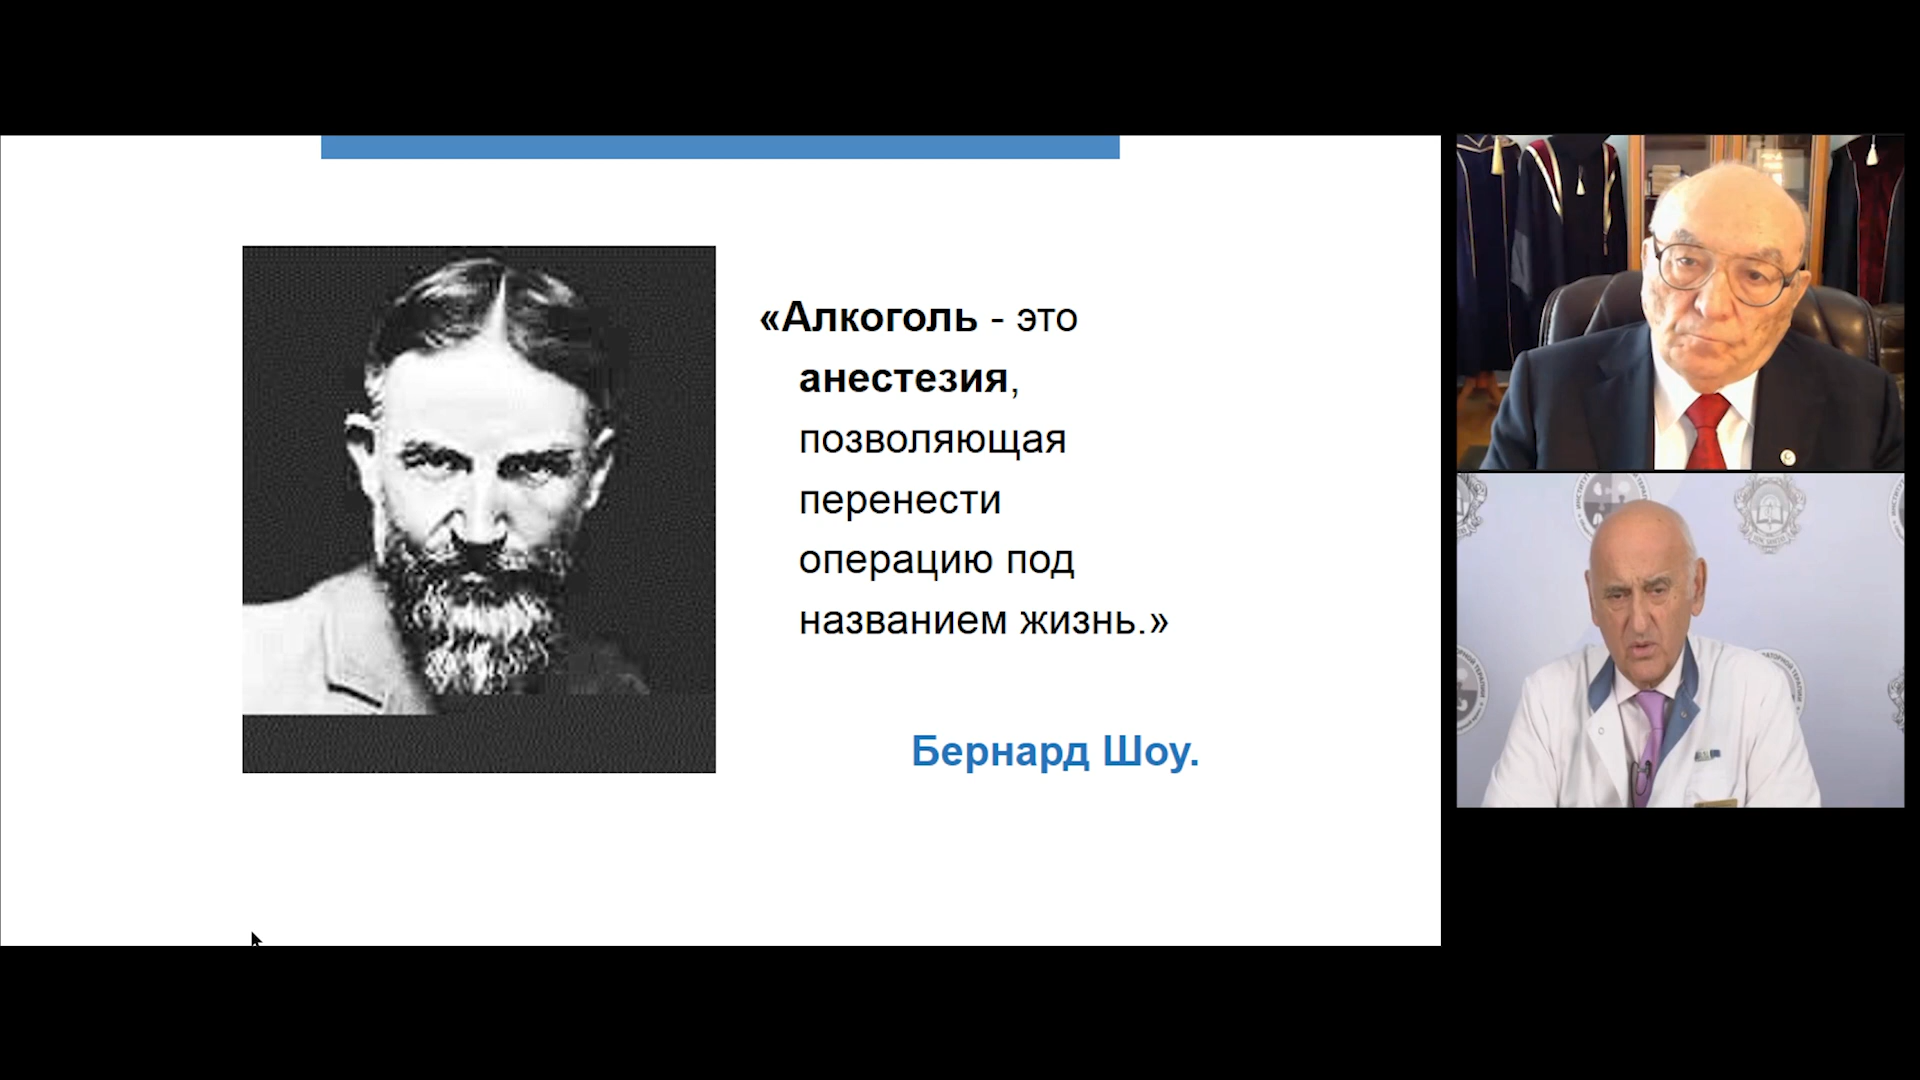 «Алкоголь - это
анестезия,
позволяющая
перенести
операцию под
названием жизнь.»
Бернард Шоу.